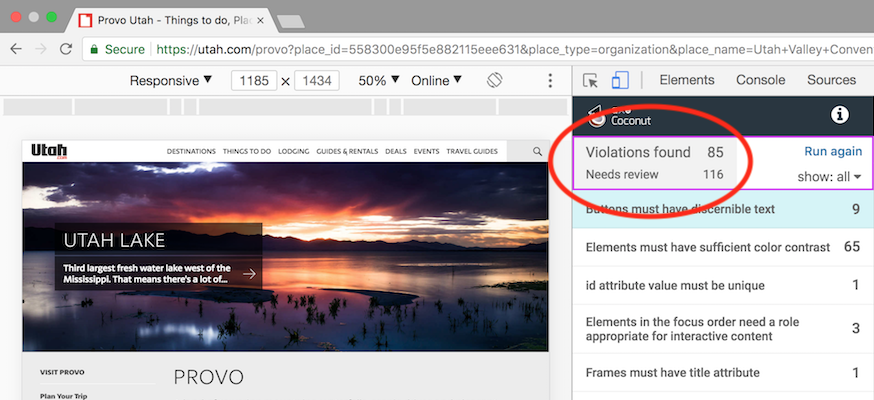 Provo Utah - Things to do, Pla
Secure https://utah.com/provo?place_id=558300e95f5e882115eee631&place_type=organization&place_name=Utah+Valley+Conven
Responsive 1185 × 1434 50% Online
Elements Console Sources
Coconut
Violations found 85
Run again
Needs review 116
show: all
Buttons must have discernible text 9
Elements must have sufficient color contrast 65
id attribute value must be unique 1
Elements in the focus order need a role
appropriate for interactive content 3
Frames must have title attribute 1
Utah
.com
DESTINATIONS THINGS TO DO LODGING GUIDES & RENTALS DEALS EVENTS TRAVEL GUIDES
UTAH LAKE
Third largest fresh water lake west of the
Mississippi. That means there's a lot of...
VISIT PROVO
Plan Your Trip
PROVO